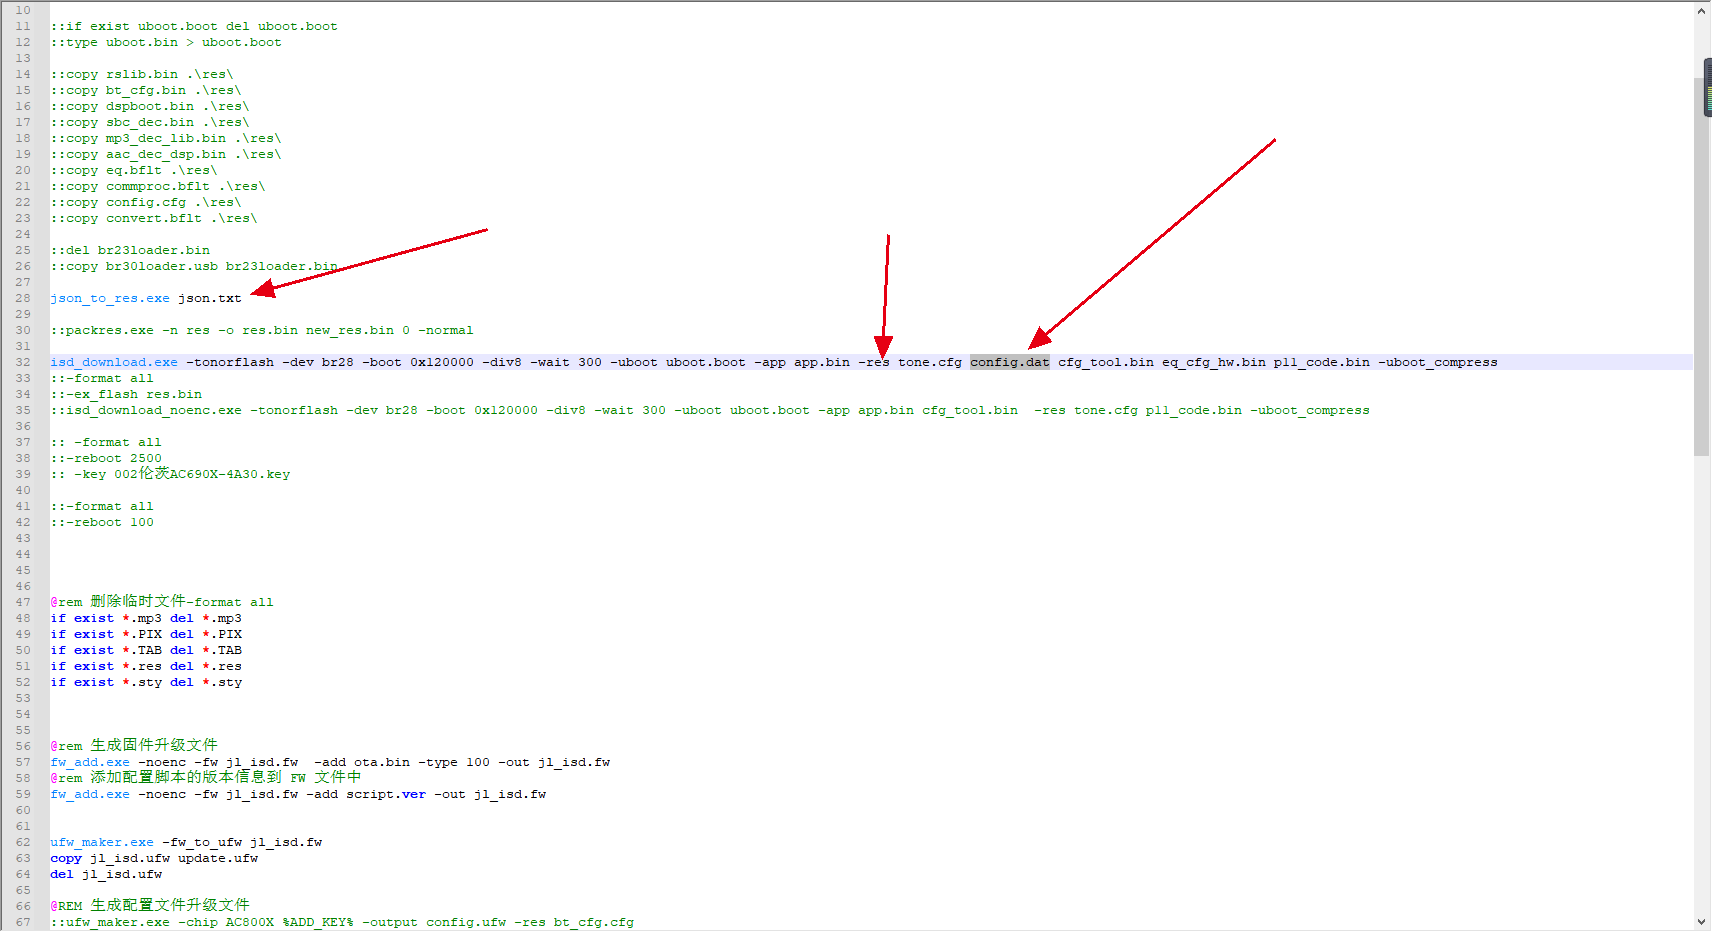 10
11 ::if exist uboot.boot del uboot.boot
12 ::type uboot.bin > uboot.boot
13
14 ::copy rslib.bin .\res\
15 ::copy bt_cfg.bin .\res\
16 ::copy dspboot.bin .\res\
17 ::copy sbc_dec.bin .\res\
18 ::copy mp3_dec_lib.bin .\res\
19 ::copy aac_dec_dsp.bin .\res\
20 ::copy eq.bflt .\res\
21 ::copy commproc.bflt .\res\
22 ::copy config.cfg .\res\
23 ::copy convert.bflt .\res\
24
25 ::del br23loader.bin
26 ::copy br30loader.usb br23loader.bin
27
28 json_to_res.exe json.txt
29
30 ::packres.exe -n res -o res.bin new_res.bin 0 -normal
31
32 isd_download.exe -tonorflash -dev br28 -boot 0x120000 -div8 -wait 300 -uboot uboot.boot -app app.bin -res tone.cfg config.dat cfg_tool.bin eq_cfg_hw.bin p11_code.bin -uboot_compress
33 ::-format all
34 ::-ex_flash res.bin
35 ::isd_download_noenc.exe -tonorflash -dev br28 -boot 0x120000 -div8 -wait 300 -uboot uboot.boot -app app.bin cfg_tool.bin  -res tone.cfg p11_code.bin -uboot_compress
36
37 :: -format all
38 ::-reboot 2500
39 :: -key 002伦茨AC690X-4A30.key
40
41 ::-format all
42 ::-reboot 100
43
44
45
46
47 @rem 删除临时文件-format all
48 if exist *.mp3 del *.mp3
49 if exist *.PIX del *.PIX
50 if exist *.TAB del *.TAB
51 if exist *.res del *.res
52 if exist *.sty del *.sty
53
54
55
56 @rem 生成固件升级文件
57 fw_add.exe -noenc -fw jl_isd.fw  -add ota.bin -type 100 -out jl_isd.fw
58 @rem 添加配置脚本的版本信息到 FW 文件中
59 fw_add.exe -noenc -fw jl_isd.fw -add script.ver -out jl_isd.fw
60
61
62 ufw_maker.exe -fw_to_ufw jl_isd.fw
63 copy jl_isd.ufw update.ufw
64 del jl_isd.ufw
65
66 @REM 生成配置文件升级文件
67 ::ufw_maker.exe -chip AC800X %ADD_KEY% -output config.ufw -res bt_cfg.cfg